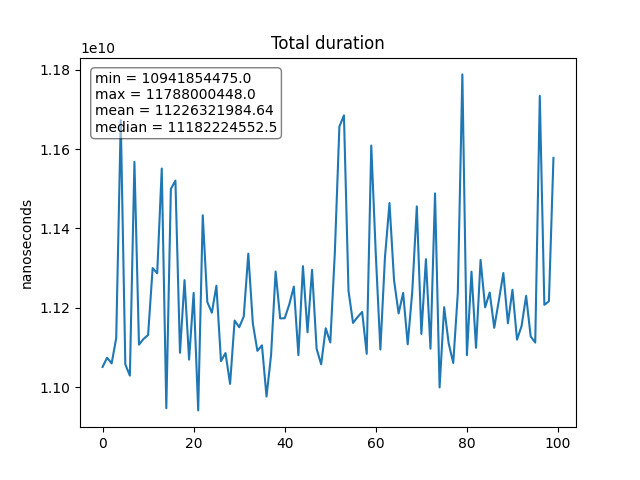 Total duration
1e10
min = 10941854475.0
max = 11788000448.0
mean = 11226321984.64
median = 11182224552.5
nanoseconds
1.18
1.16
1.14
1.12
1.10
0 20 40 60 80 100